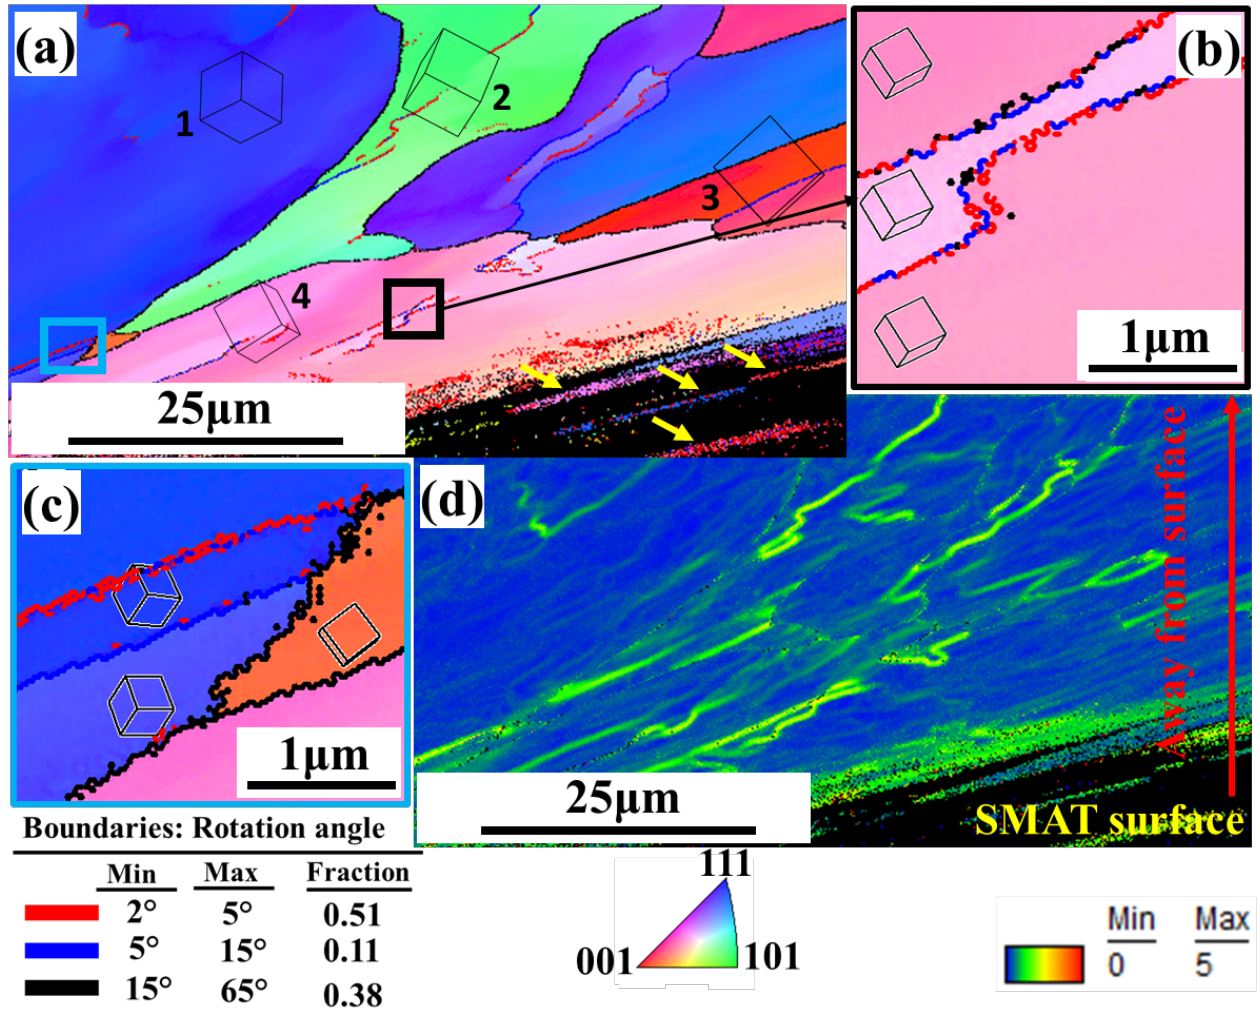 (a)
1
2
3
4
25μm
(b)
1μm
(c)
1μm
(d)
25μm
Away from surface
SMAT surface
Boundaries: Rotation angle
Min Max Fraction
2° 5° 0.51
5° 15° 0.11
15° 65° 0.38
111
001 101
Min Max
0 5